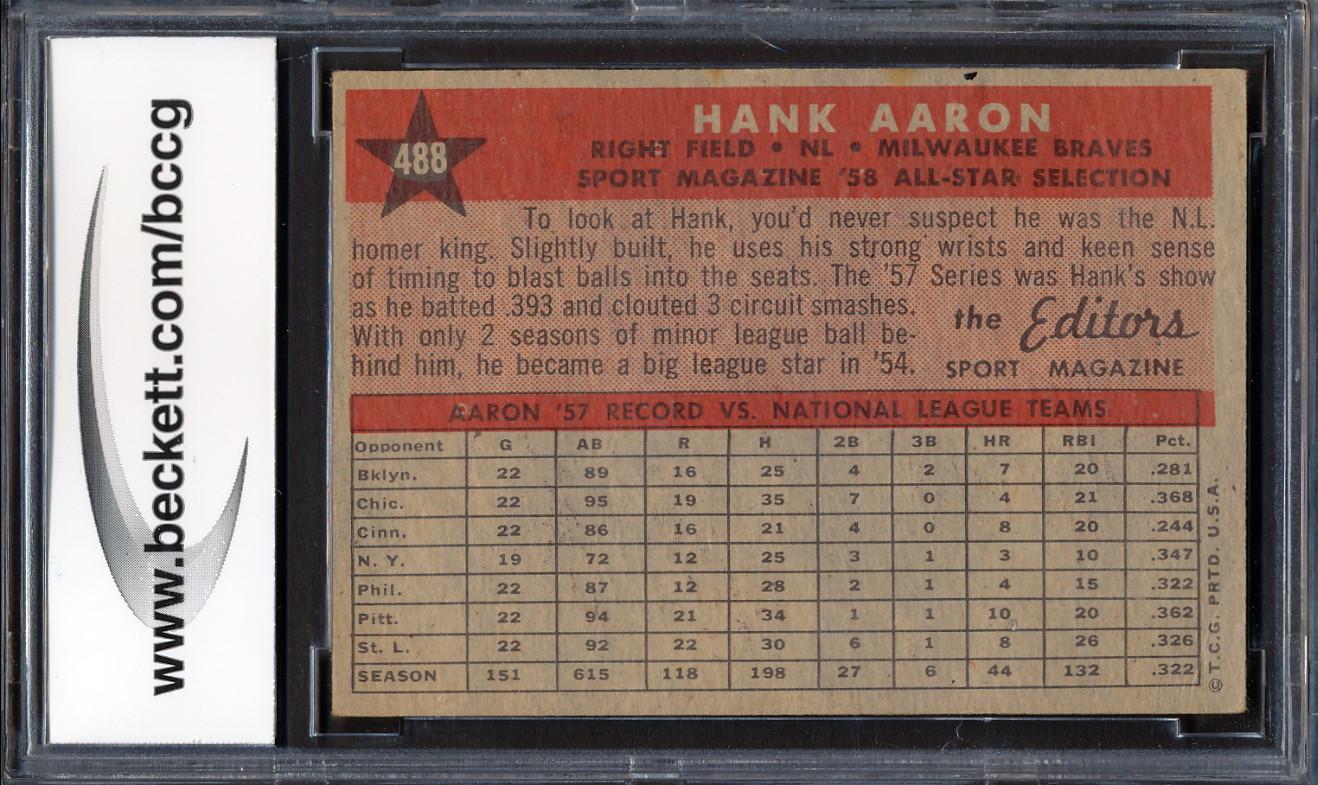 www.beckett.com/bccg
488
HANK AARON
RIGHT FIELD • NL • MILWAUKEE BRAVES
SPORT MAGAZINE '58 ALL-STAR SELECTION
To look at Hank, you'd never suspect he was the N.L.
homer king. Slightly built, he uses his strong wrists and keen sense
of timing to blast balls into the seats. The '57 Series was Hank's show
as he batted .393 and clouted 3 circuit smashes.
With only 2 seasons of minor league ball be-
hind him, he became a big league star in '54.
the Editors
SPORT MAGAZINE
AARON '57 RECORD VS. NATIONAL LEAGUE TEAMS
Opponent G AB R H 2B 3B HR RBI Pct.
Bklyn. 22 89 16 25 4 2 7 20 .281
Chic. 22 95 19 35 7 0 4 21 .368
Cinn. 22 86 16 21 4 0 8 20 .244
N. Y. 19 72 12 25 3 1 3 10 .347
Phil. 22 87 12 28 2 1 4 15 .322
Pitt. 22 94 21 34 1 1 10 20 .362
St. L. 22 92 22 30 6 1 8 26 .326
SEASON 151 615 118 198 27 6 44 132 .322
© T.C.G. PRTD. U.S.A.